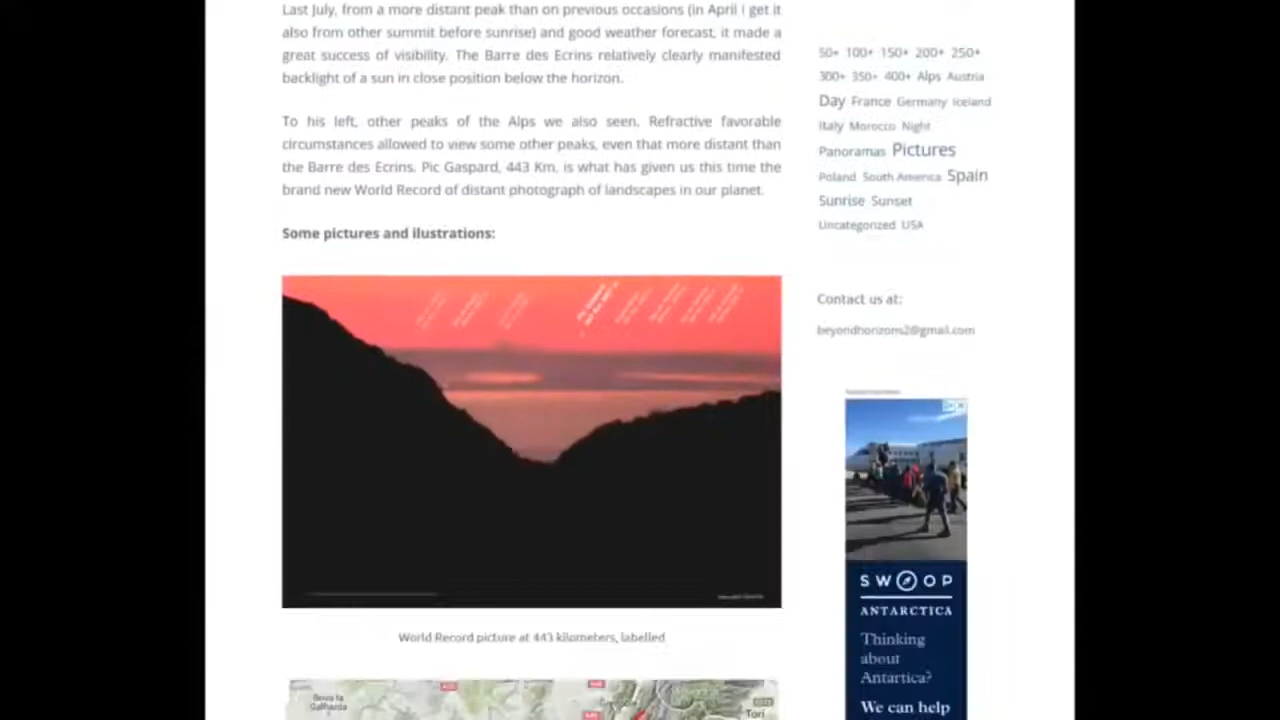 Last July, from a more distant peak than on previous occasions (in April I get it
also from other summit before sunrise) and good weather forecast, it made a
great success of visibility. The Barre des Ecrins relatively clearly manifested
backlight of a sun in close position below the horizon.
To his left, other peaks of the Alps we also seen. Refractive favorable
circumstances allowed to view some other peaks, even that more distant than
the Barre des Ecrins. Pic Gaspard, 443 Km, is what has given us this time the
brand new World Record of distant photograph of landscapes in our planet.
Some pictures and ilustrations:
World Record picture at 443 kilometers, labelled
50+ 100+ 150+ 200+ 250+
300+ 350+ 400+ Alps Austria
Day France Germany Iceland
Italy Morocco Night
Panoramas Pictures
Poland South America Spain
Sunrise Sunset
Uncategorized USA
Contact us at:
beyondhorizons2@gmail.com
SWOOP
ANTARCTICA
Thinking
about
Antartica?
We can help
Tori